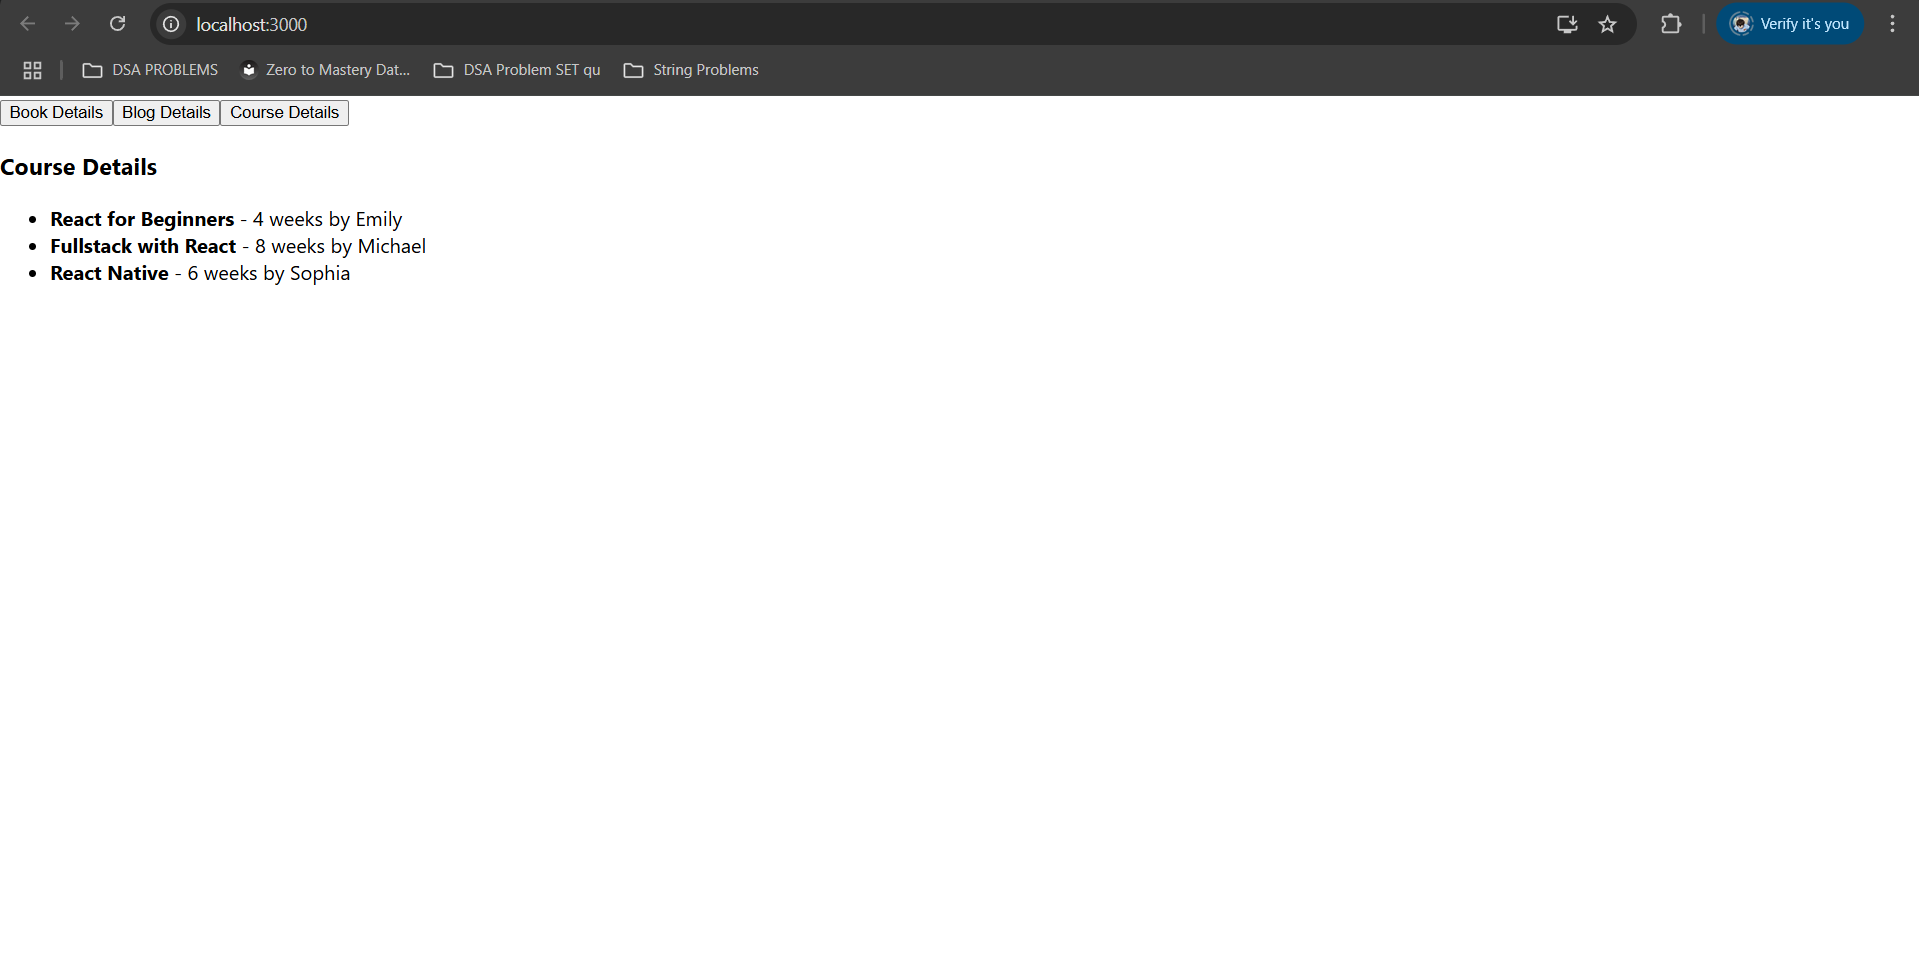 localhost:3000
Verify it's you
DSA PROBLEMS
Zero to Mastery Dat...
DSA Problem SET qu
String Problems
Book Details
Blog Details
Course Details
Course Details
• React for Beginners - 4 weeks by Emily
• Fullstack with React - 8 weeks by Michael
• React Native - 6 weeks by Sophia